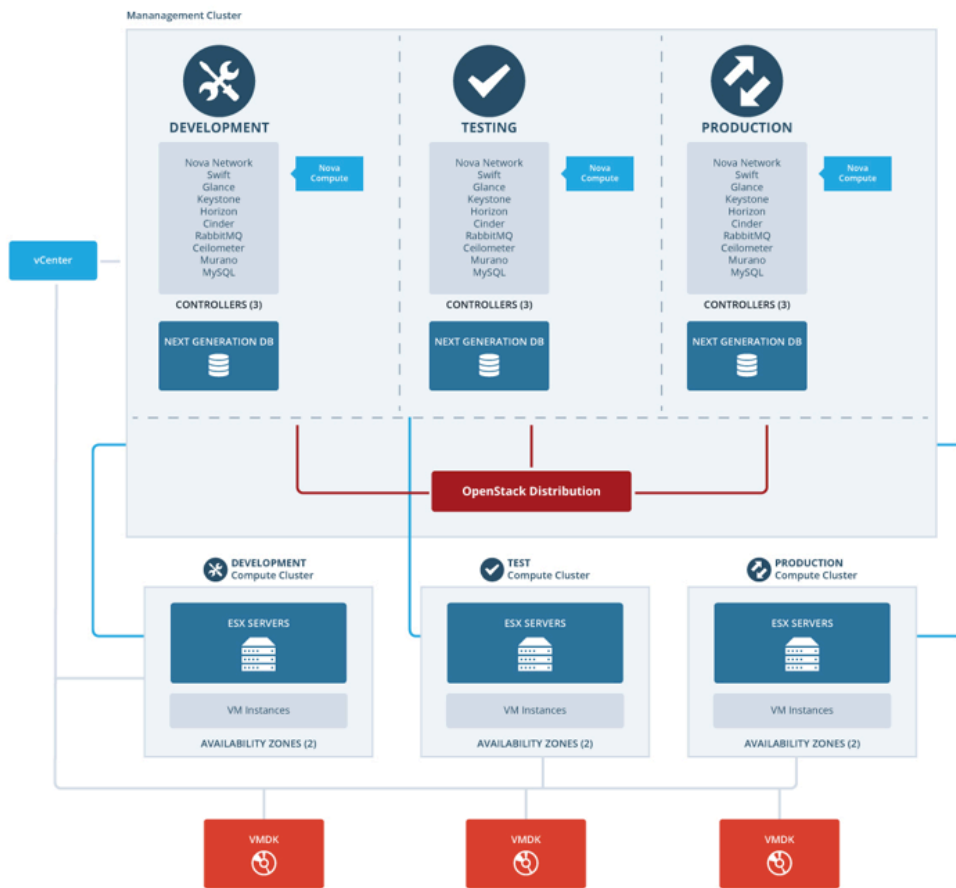 Mananagement Cluster
DEVELOPMENT
Nova Network
Swift
Glance
Keystone
Horizon
Cinder
RabbitMQ
Ceilometer
Murano
MySQL
Nova
Compute
CONTROLLERS (3)
NEXT GENERATION DB
TESTING
Nova Network
Swift
Glance
Keystone
Horizon
Cinder
RabbitMQ
Ceilometer
Murano
MySQL
Nova
Compute
CONTROLLERS (3)
NEXT GENERATION DB
PRODUCTION
Nova Network
Swift
Glance
Keystone
Horizon
Cinder
RabbitMQ
Ceilometer
Murano
MySQL
Nova
Compute
CONTROLLERS (3)
NEXT GENERATION DB
vCenter
OpenStack Distribution
DEVELOPMENT
Compute Cluster
ESX SERVERS
VM Instances
AVAILABILITY ZONES (2)
TEST
Compute Cluster
ESX SERVERS
VM Instances
AVAILABILITY ZONES (2)
PRODUCTION
Compute Cluster
ESX SERVERS
VM Instances
AVAILABILITY ZONES (2)
VMDK
VMDK
VMDK